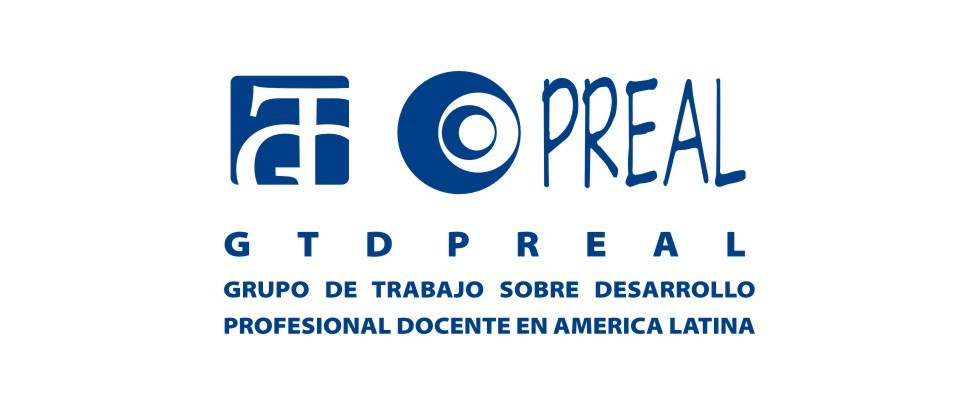 PREAL
G T D P R E A L
GRUPO DE TRABAJO SOBRE DESARROLLO
PROFESIONAL DOCENTE EN AMERICA LATINA